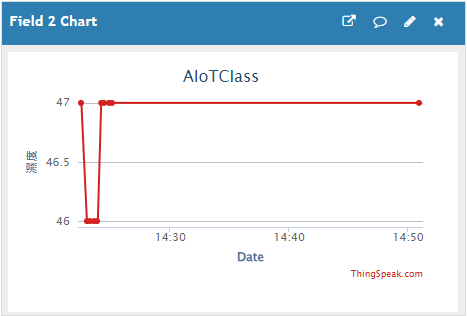 Field 2 Chart
AIoTClass
47
46.5
46
濕度
14:30
14:40
14:50
Date
ThingSpeak.com